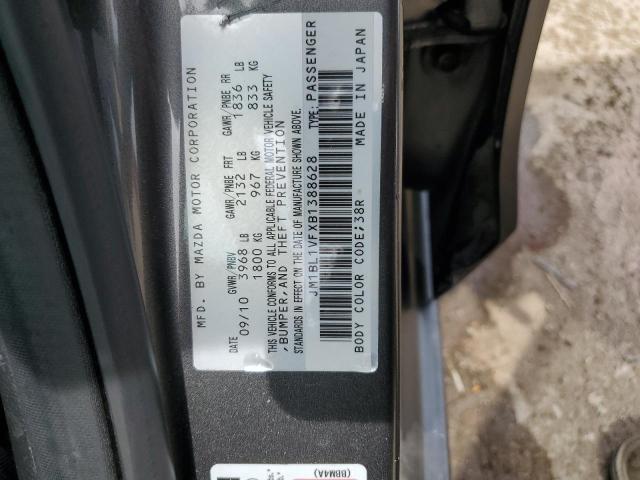 MFD. BY MAZDA MOTOR CORPORATION
DATE GVWR/PNBV GAWR/PNBE FRT GAWR/PNBE RR
09/10 3968 LB 2132 LB 1836 LB
1800 KG 967 KG 833 KG
THIS VEHICLE CONFORMS TO ALL APPLICABLE FEDERAL MOTOR VEHICLE SAFETY
,BUMPER,AND THEFT PREVENTION
STANDARDS IN EFFECT ON THE DATE OF MANUFACTURE SHOWN ABOVE.
JM1BL1VFXB1388628 TYPE: PASSENGER
BODY COLOR CODE;38R MADE IN JAPAN
(BBM4A)